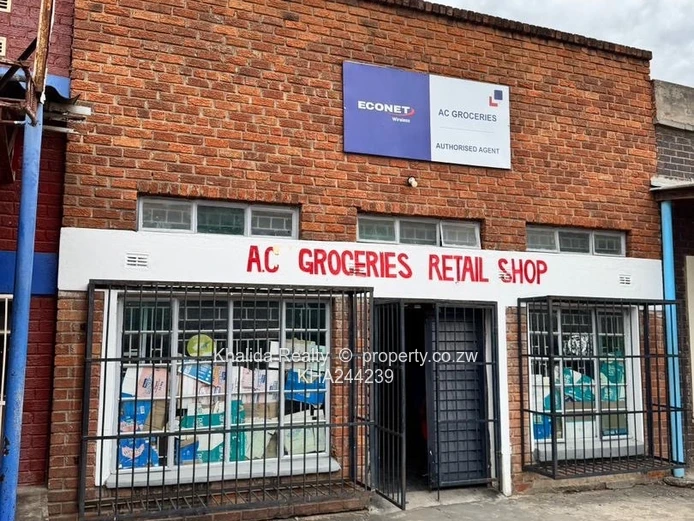 ECONET
Wireless
AC GROCERIES
AUTHORISED AGENT
A.C GROCERIES RETAIL SHOP
Khalida Realty © property.co.zw
KHA244239